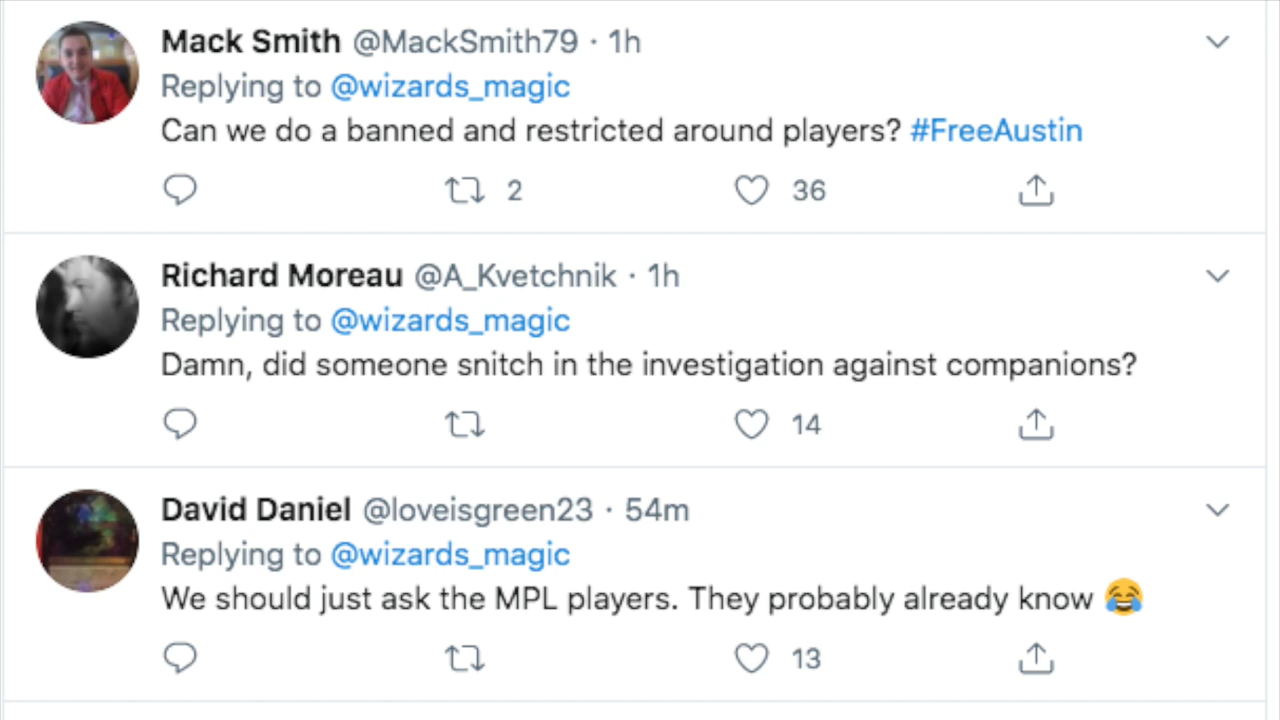 Mack Smith @MackSmith79 · 1h
Replying to @wizards_magic
Can we do a banned and restricted around players? #FreeAustin
2 36
Richard Moreau @A_Kvetchnik · 1h
Replying to @wizards_magic
Damn, did someone snitch in the investigation against companions?
14
David Daniel @loveisgreen23 · 54m
Replying to @wizards_magic
We should just ask the MPL players. They probably already know 😂
13